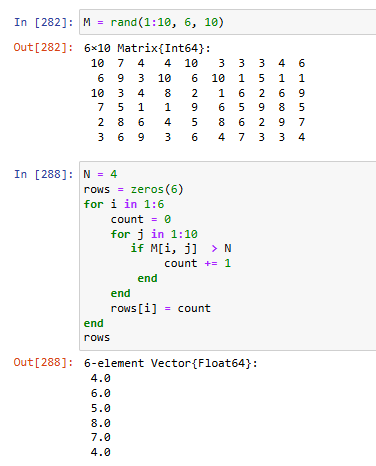 In [282]: M = rand(1:10, 6, 10)
Out[282]: 6×10 Matrix{Int64}:
10 7 4 4 10 3 3 3 4 6
6 9 3 10 6 10 1 5 1 1
10 3 4 8 2 1 6 2 6 9
7 5 1 1 9 6 5 9 8 5
2 8 6 4 5 8 6 2 9 7
3 6 9 3 6 4 7 3 3 4
In [288]: N = 4
rows = zeros(6)
for i in 1:6
count = 0
for j in 1:10
if M[i, j] > N
count += 1
end
end
rows[i] = count
end
rows
Out[288]: 6-element Vector{Float64}:
4.0
6.0
5.0
8.0
7.0
4.0